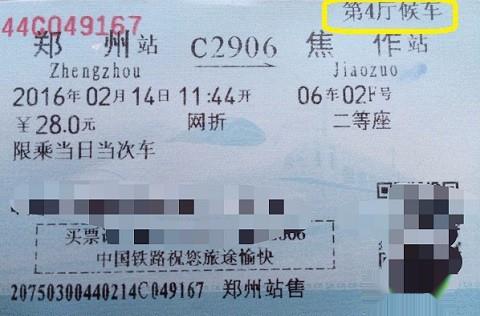 44C049167
第4厅候车
郑州站 C2906 焦作站
Zhengzhou Jiaozuo
2016年02月14日11:44开 06车02F号
¥28.0元 网折 二等座
限乘当日当次车
买票
中国铁路祝您旅途愉快
20750300440214C049167 郑州站售